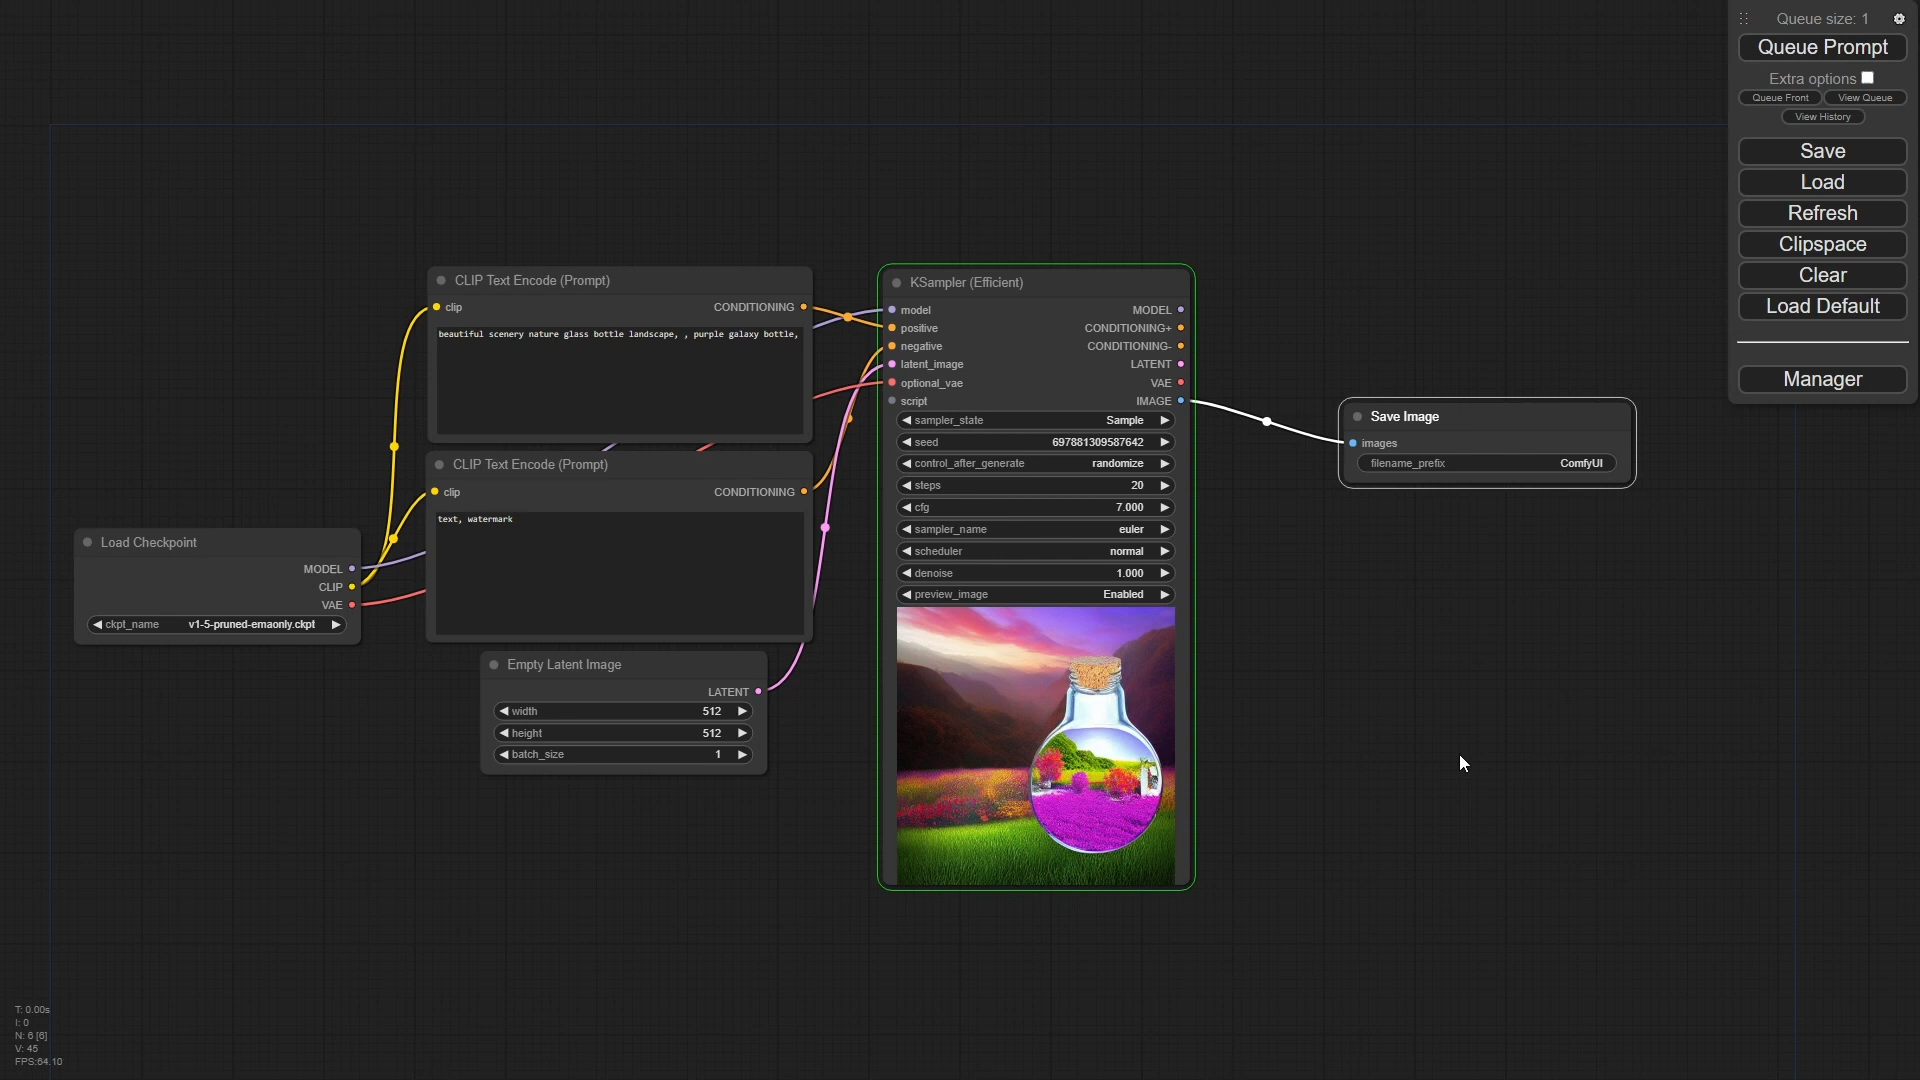 Queue size: 1
Queue Prompt
Extra options
Queue Front
View Queue
View History
Save
Load
Refresh
Clipspace
Clear
Load Default
Manager
CLIP Text Encode (Prompt)
clip
CONDITIONING
beautiful scenery nature glass bottle landscape, , purple galaxy bottle,
CLIP Text Encode (Prompt)
clip
CONDITIONING
text, watermark
Load Checkpoint
MODEL
CLIP
VAE
ckpt_name v1-5-pruned-emaonly.ckpt
Empty Latent Image
LATENT
width 512
height 512
batch_size 1
KSampler (Efficient)
model MODEL
positive CONDITIONING+
negative CONDITIONING-
latent_image LATENT
optional_vae VAE
script IMAGE
sampler_state Sample
seed 697881309587642
control_after_generate randomize
steps 20
cfg 7.000
sampler_name euler
scheduler normal
denoise 1.000
preview_image Enabled
Save Image
images
filename_prefix ComfyUI
T: 0.00s
I: 0
N: 6 [6]
V: 45
FPS:64.10